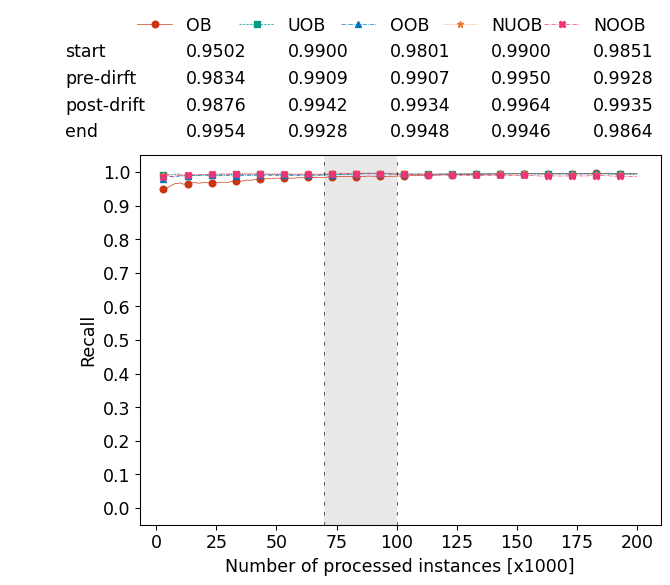 OB UOB OOB NUOB NOOB
start 0.9502 0.9900 0.9801 0.9900 0.9851
pre-dirft 0.9834 0.9909 0.9907 0.9950 0.9928
post-drift 0.9876 0.9942 0.9934 0.9964 0.9935
end 0.9954 0.9928 0.9948 0.9946 0.9864
1.0
0.9
0.8
0.7
0.6
0.5
0.4
0.3
0.2
0.1
0.0
Recall
0 25 50 75 100 125 150 175 200
Number of processed instances [x1000]